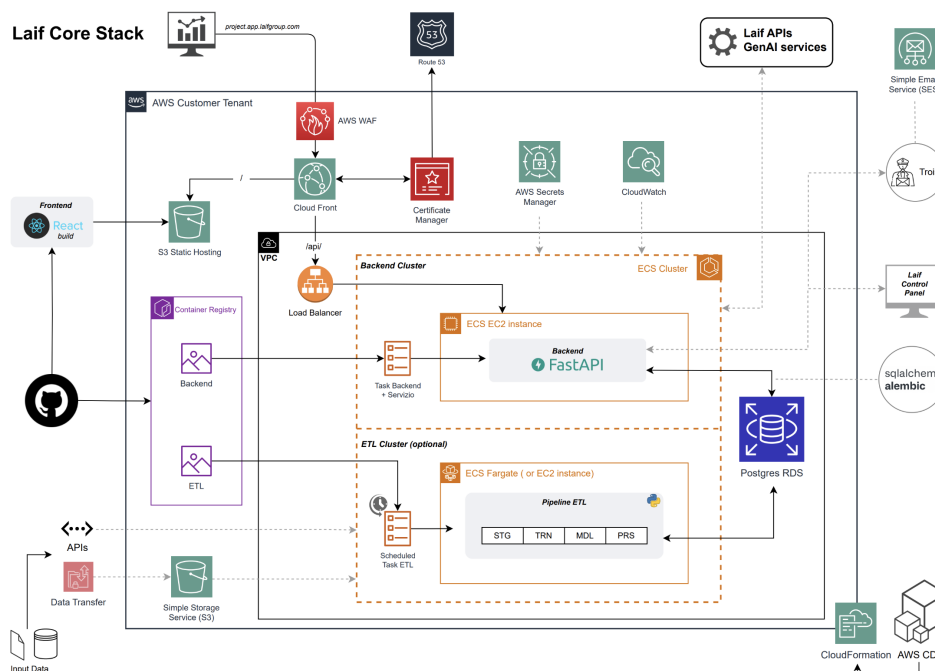 Laif Core Stack
project.app.laifgroup.com
53
Route 53
Laif APIs
GenAI services
Simple Emai
Service (SES
aws
AWS Customer Tenant
AWS WAF
Troi
Cloud Front
Certificate
Manager
AWS Secrets
Manager
CloudWatch
/
Frontend
React
build
S3 Static Hosting
VPC
/api/
Load Balancer
Backend Cluster
ECS Cluster
Laif
Control
Panel
Container Registry
Backend
ETL
ECS EC2 instance
Backend
FastAPI
Task Backend
+ Servizio
sqlalchem
alembic
Postgres RDS
ETL Cluster (optional)
ECS Fargate ( or EC2 instance)
Pipeline ETL
STG
TRN
MDL
PRS
Scheduled
Task ETL
APIs
Data Transfer
Simple Storage
Service (S3)
Input Data
CloudFormation
AWS CD